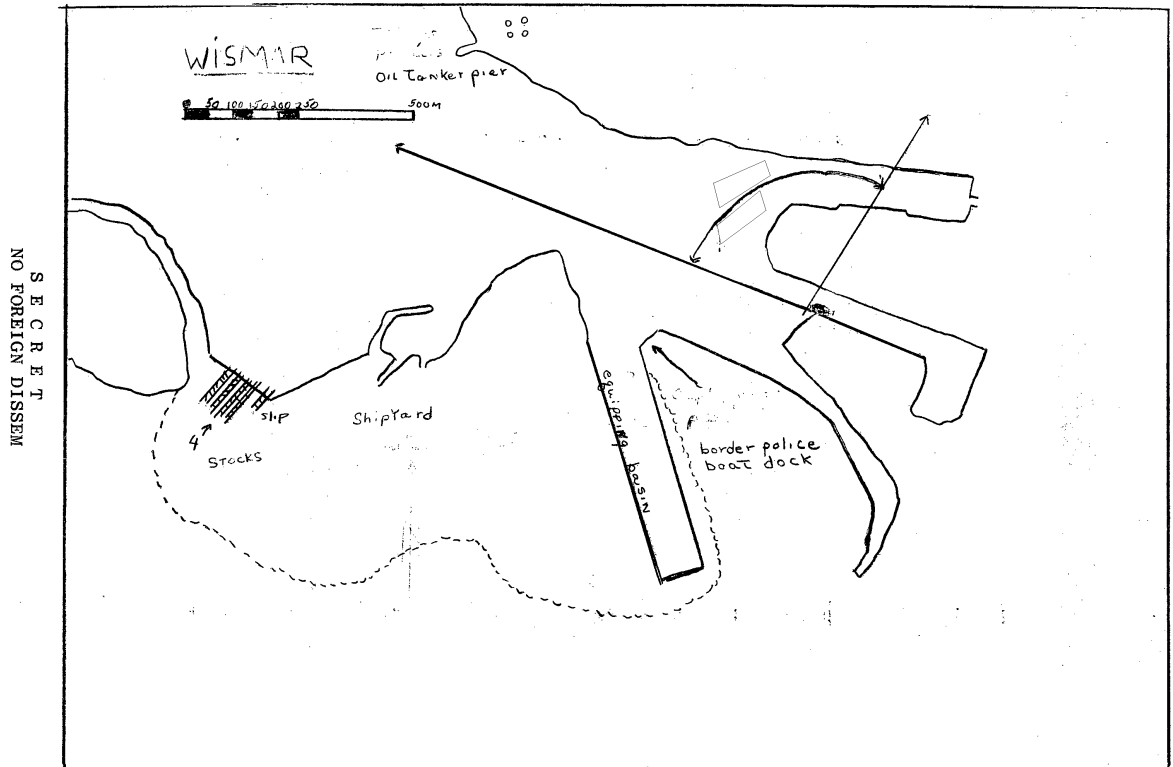 WISMAR
OIL Tanker pier
0 50 100 150 200 250 500M
SECRET
NO FOREIGN DISSEM
Shipyard
slip
4
STOCKS
equipping basin
border police
boat dock